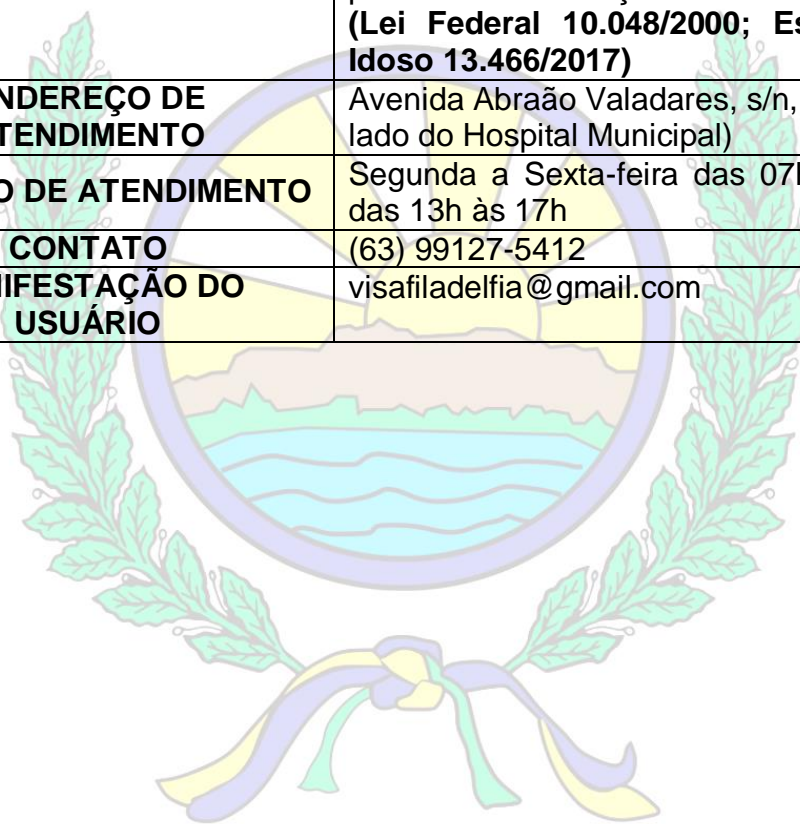 (Lei Federal 10.048/2000; Es
Idoso 13.466/2017)
NDEREÇO DE
TENDIMENTO
Avenida Abraão Valadares, s/n,
lado do Hospital Municipal)
O DE ATENDIMENTO
Segunda a Sexta-feira das 07h
das 13h às 17h
CONTATO
(63) 99127-5412
IFESTAÇÃO DO
USUÁRIO
visafiladelfia@gmail.com